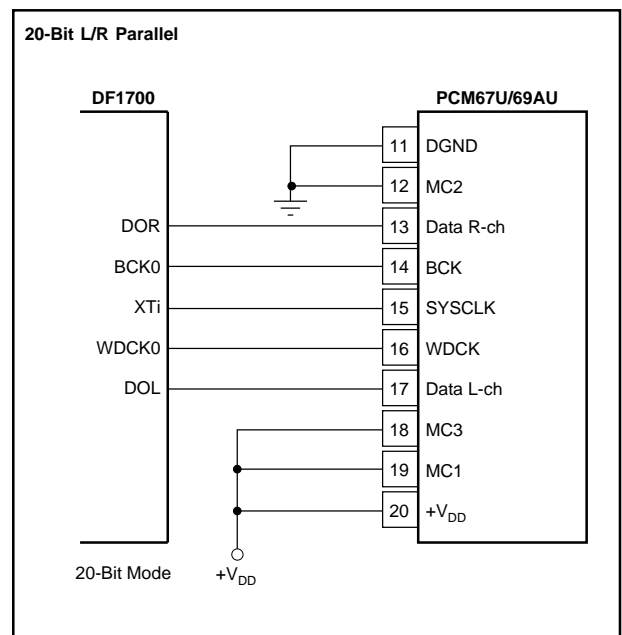 20-Bit L/R Parallel
DF1700
PCM67U/69AU
11 DGND
12 MC2
DOR 13 Data R-ch
BCK0 14 BCK
XTi 15 SYSCLK
WDCK0 16 WDCK
DOL 17 Data L-ch
18 MC3
19 MC1
20 +VDD
20-Bit Mode +VDD